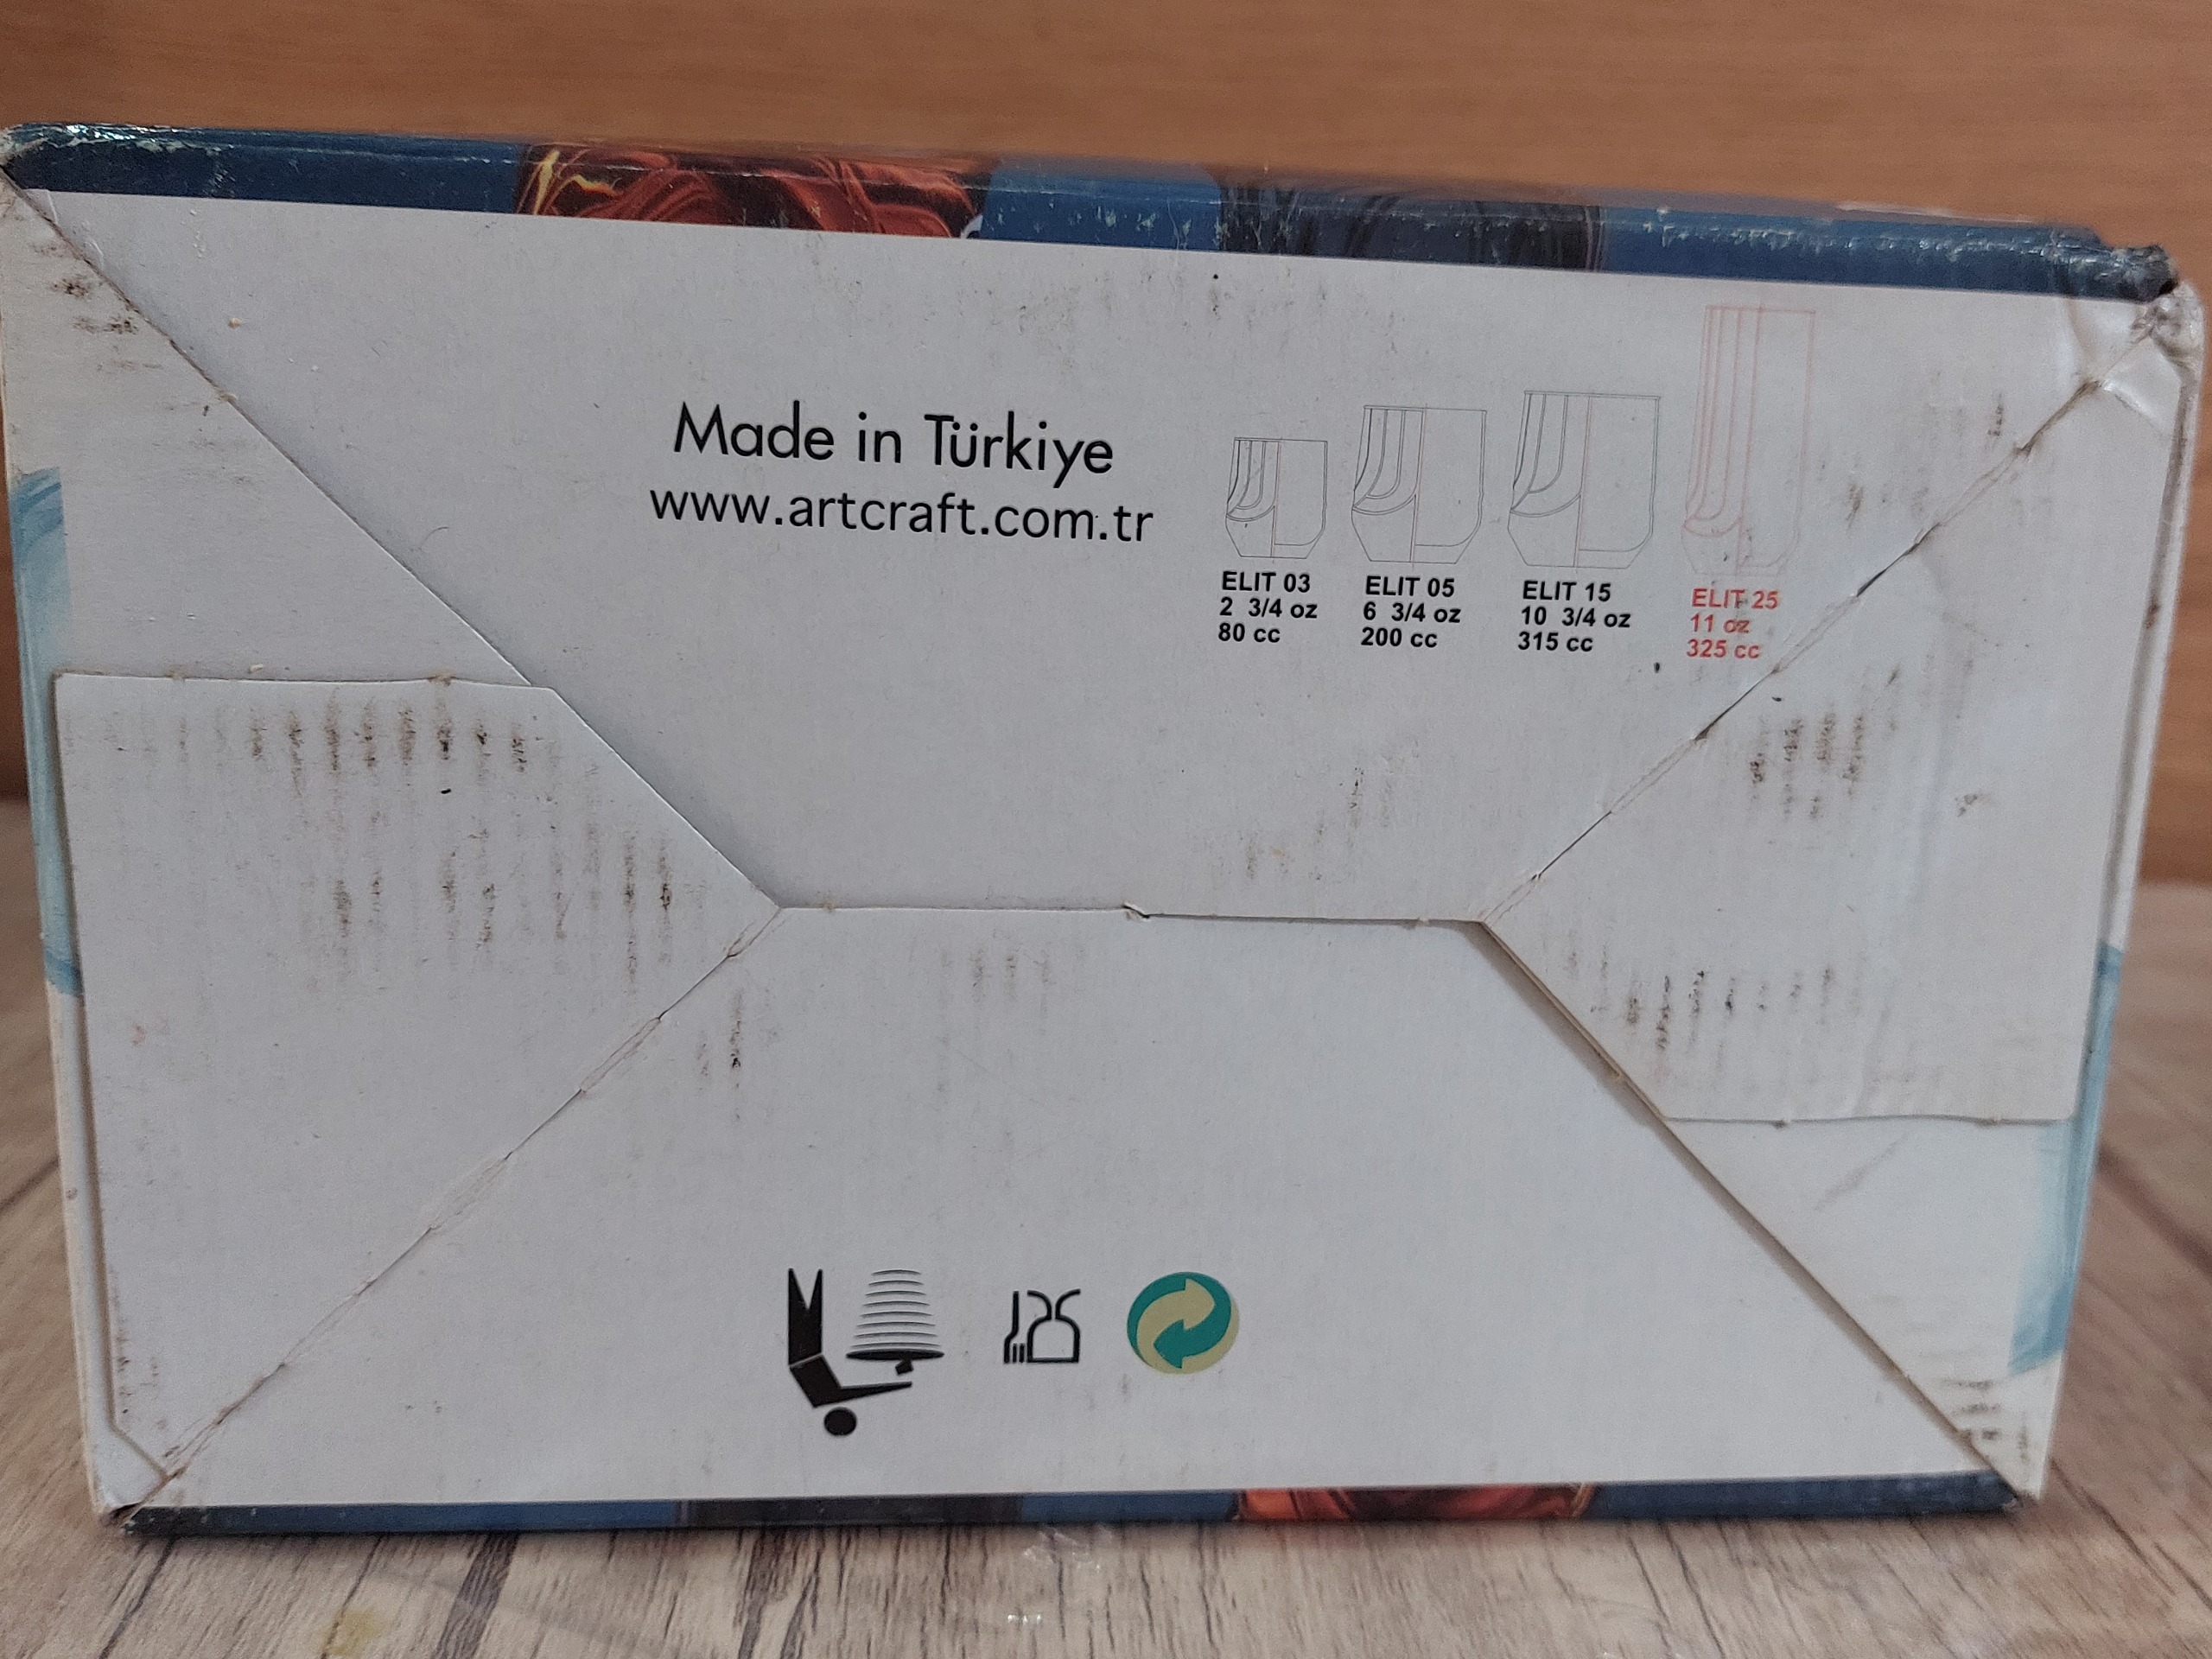 Made in Türkiye
www.artcraft.com.tr
ELIT 03
2 3/4 oz
80 cc
ELIT 05
6 3/4 oz
200 cc
ELIT 15
10 3/4 oz
315 cc
ELIT 25
11 oz
325 cc